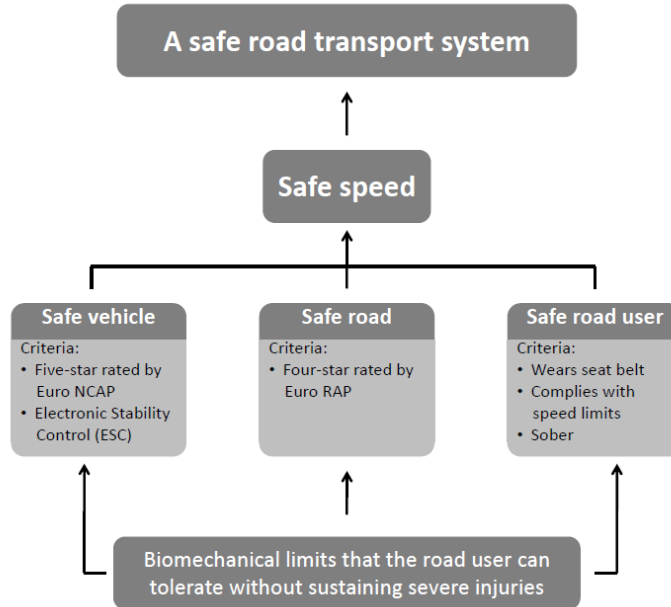 A safe road transport system
Safe speed
Safe vehicle
Criteria:
• Five-star rated by
Euro NCAP
• Electronic Stability
Control (ESC)
Safe road
Criteria:
• Four-star rated by
Euro RAP
Safe road user
Criteria:
• Wears seat belt
• Complies with
speed limits
• Sober
Biomechanical limits that the road user can
tolerate without sustaining severe injuries